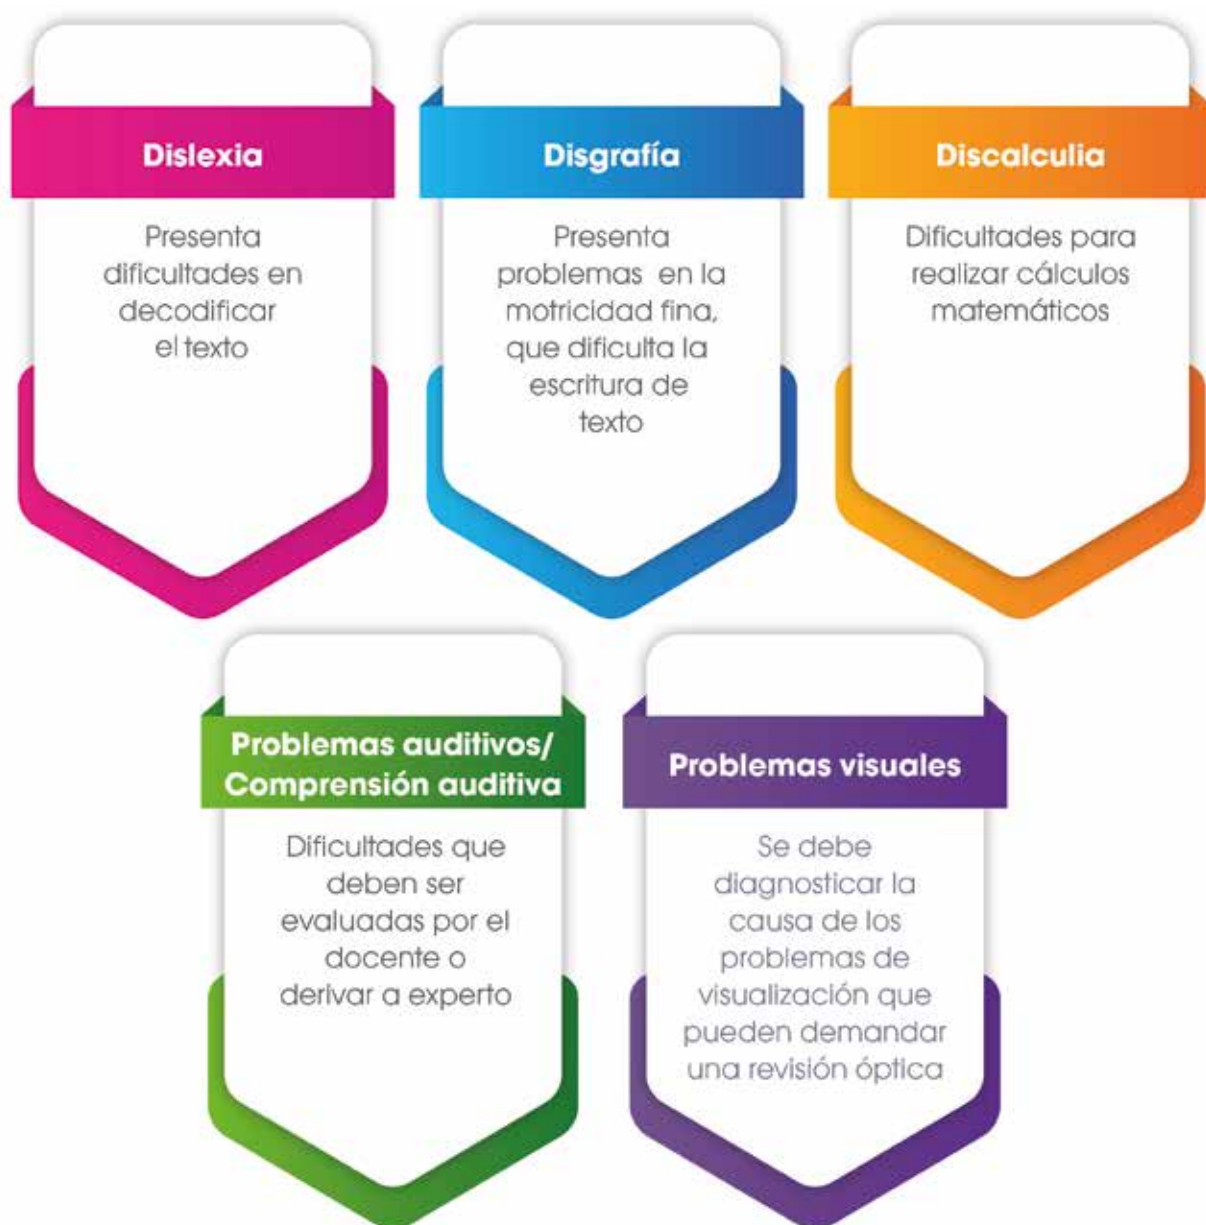 Dislexia
Presenta
dificultades en
decodificar
el texto
Disgrafía
Presenta
problemas en la
motricidad fina,
que dificulta la
escritura de
texto
Discalculia
Dificultades para
realizar cálculos
matemáticos
Problemas auditivos/
Comprensión auditiva
Dificultades que
deben ser
evaluadas por el
docente o
derivar a experto
Problemas visuales
Se debe
diagnosticar la
causa de los
problemas de
visualización que
pueden demandar
una revisión óptica